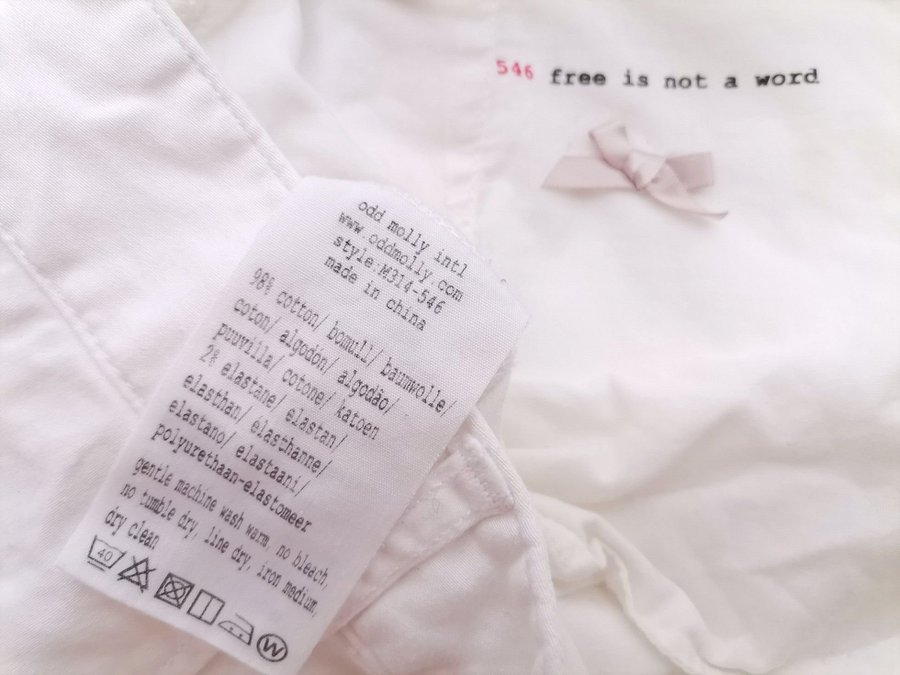 546 free is not a word
odd molly intl
www.oddmolly.com
style:M314-546
made in china
98% cotton/ bomull/ baumwolle/
coton/ algodón/ algodão/
puuvilla/ cotone/ katoen
2% elastane/ elastan/
elasthan/ élasthanne/
elastano/ elastaani/
polyurethaan-elastomeer
gentle machine wash warm, no bleach,
no tumble dry, line dry, iron medium,
dry clean
40
W